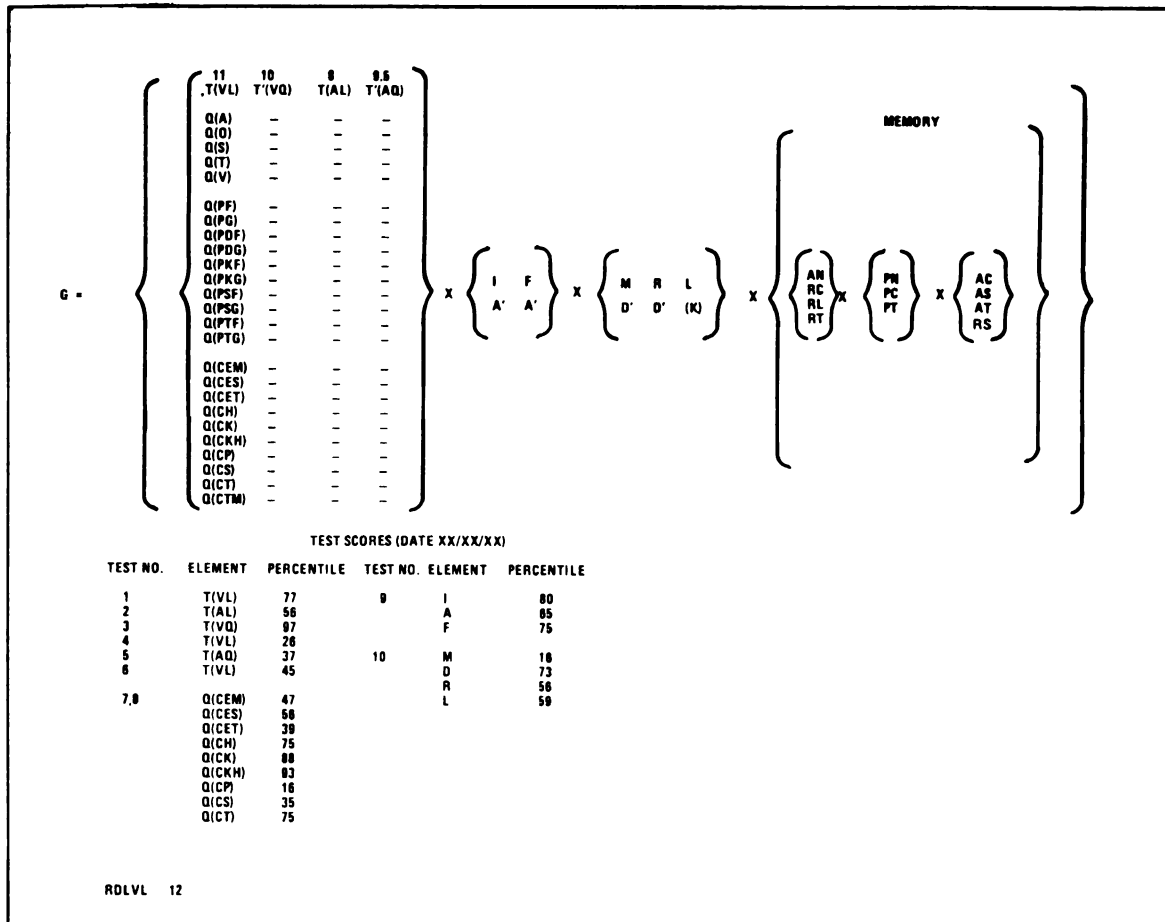 11 10 8 9.5
T(VL) T'(VQ) T(AL) T'(AQ)
Q(A) – – –
Q(O) – – –
Q(S) – – –
Q(T) – – –
Q(V) – – –
Q(PF) – – –
Q(PG) – – –
Q(PDF) – – –
Q(PDG) – – –
Q(PKF) – – –
Q(PKG) – – –
Q(PSF) – – –
Q(PSG) – – –
Q(PTF) – – –
Q(PTG) – – –
Q(CEM) – – –
Q(CES) – – –
Q(CET) – – –
Q(CH) – – –
Q(CK) – – –
Q(CKH) – – –
Q(CP) – – –
Q(CS) – – –
Q(CT) – – –
Q(CTM) – – –
G =
X
I F
A' A'
X
M R L
D' D' (K)
X
MEMORY
AN
RC
RL
RT
X
PN
PC
PT
X
AC
AS
AT
RS
TEST SCORES (DATE XX/XX/XX)
TEST NO. ELEMENT PERCENTILE TEST NO. ELEMENT PERCENTILE
1 T(VL) 77 9 I 80
2 T(AL) 56 A 65
3 T(VQ) 97 F 75
4 T(VL) 26
5 T(AQ) 37 10 M 16
6 T(VL) 45 D 73
R 56
7,8 Q(CEM) 47 L 59
Q(CES) 56
Q(CET) 39
Q(CH) 75
Q(CK) 88
Q(CKH) 93
Q(CP) 16
Q(CS) 35
Q(CT) 75
RDLVL 12